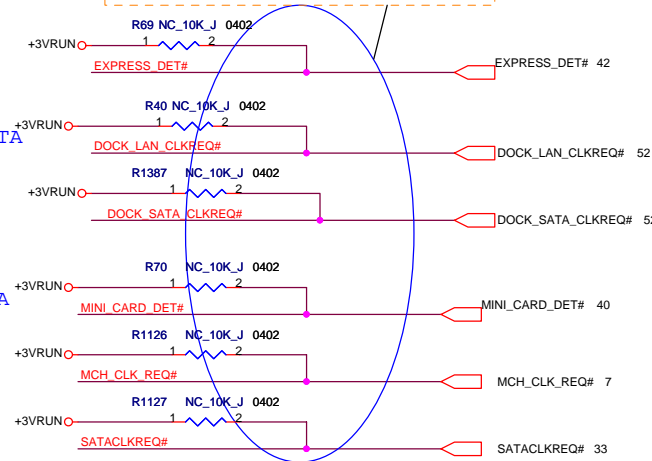 R69 NC_10K_J 0402
+3VRUN 1 2
EXPRESS_DET# EXPRESS_DET# 42
R40 NC_10K_J 0402
+3VRUN 1 2
TA
DOCK_LAN_CLKREQ# DOCK_LAN_CLKREQ# 52
R1387 NC_10K_J 0402
+3VRUN 1 2
DOCK_SATA_CLKREQ# DOCK_SATA_CLKREQ#
R70 NC_10K_J 0402
+3VRUN 1 2
A
MINI_CARD_DET# MINI_CARD_DET# 40
R1126 NC_10K_J 0402
+3VRUN 1 2
MCH_CLK_REQ# MCH_CLK_REQ# 7
R1127 NC_10K_J 0402
+3VRUN 1 2
SATACLKREQ# SATACLKREQ# 33